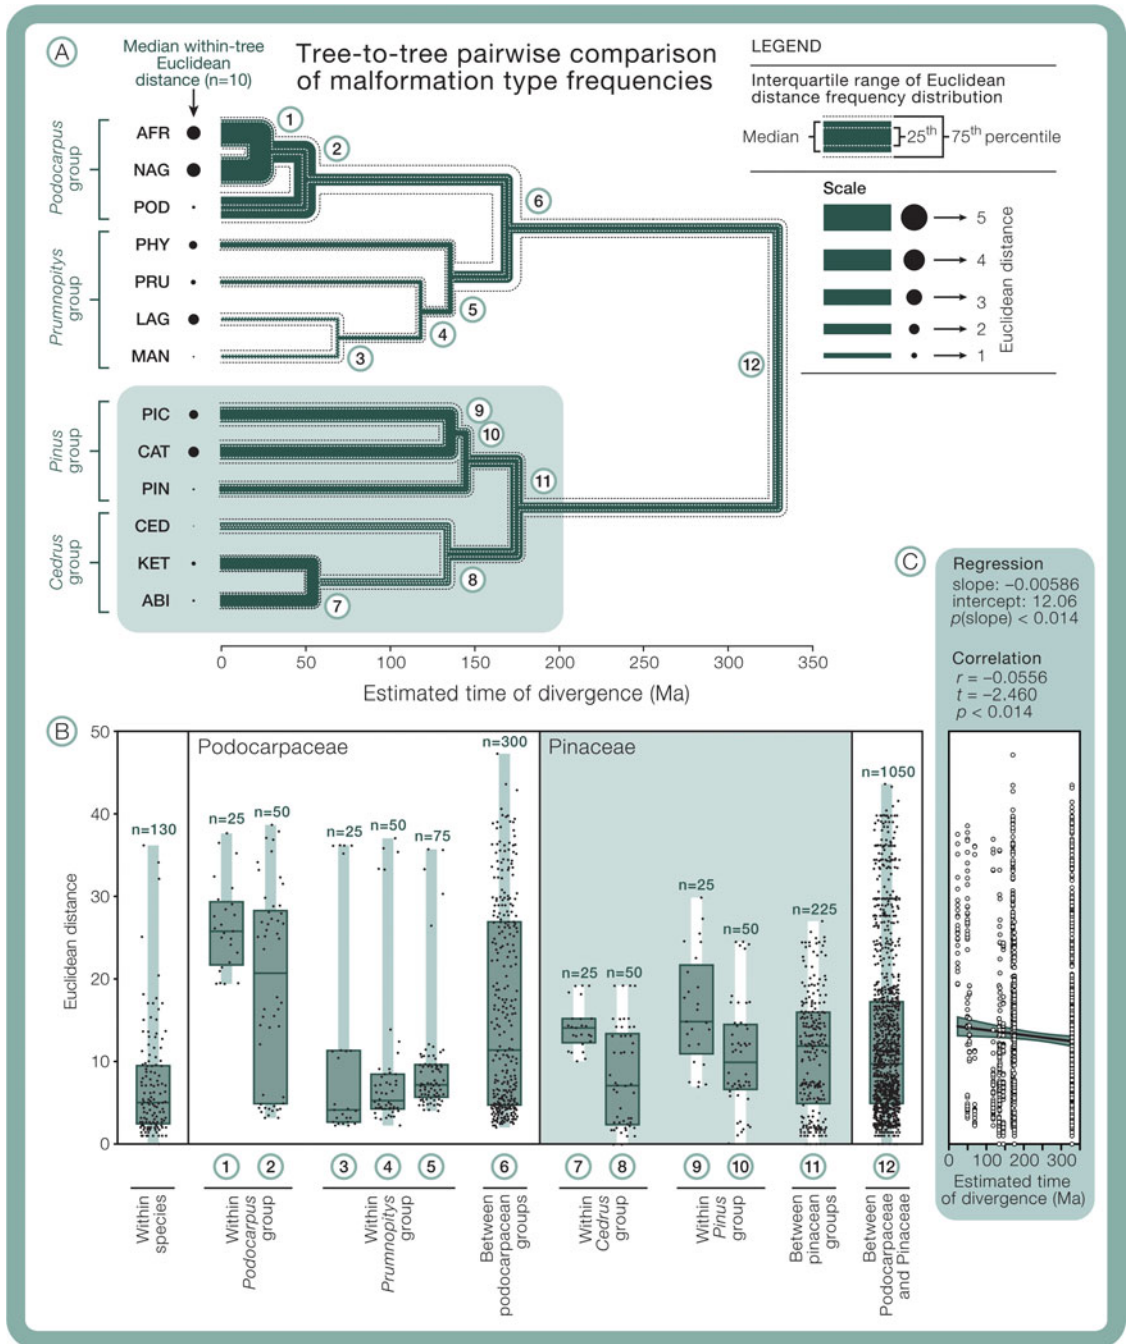 A
Median within-tree
Euclidean
distance (n=10)
Tree-to-tree pairwise comparison
of malformation type frequencies
LEGEND
Interquartile range of Euclidean
distance frequency distribution
Median
25th
75th percentile
Scale
5
4
3
2
1
Euclidean distance
Podocarpus
group
AFR
NAG
POD
Prumnopitys
group
PHY
PRU
LAG
MAN
Pinus
group
PIC
CAT
PIN
Cedrus
group
CED
KET
ABI
1
2
6
5
4
3
12
9
10
11
8
7
0 50 100 150 200 250 300 350
Estimated time of divergence (Ma)
C
Regression
slope: −0.00586
intercept: 12.06
p(slope) < 0.014
Correlation
r = −0.0556
t = −2.460
p < 0.014
0 100 200 300
Estimated time
of divergence (Ma)
B
Euclidean distance
50
40
30
20
10
0
Podocarpaceae
Pinaceae
n=130
n=25
n=50
n=25
n=50
n=75
n=300
n=25
n=50
n=25
n=50
n=225
n=1050
1 2 3 4 5 6 7 8 9 10 11 12
Within
species
Within
Podocarpus
group
Within
Prumnopitys
group
Between
podocarpacean
groups
Within
Cedrus
group
Within
Pinus
group
Between
pinacean
groups
Between
Podocarpaceae
and Pinaceae